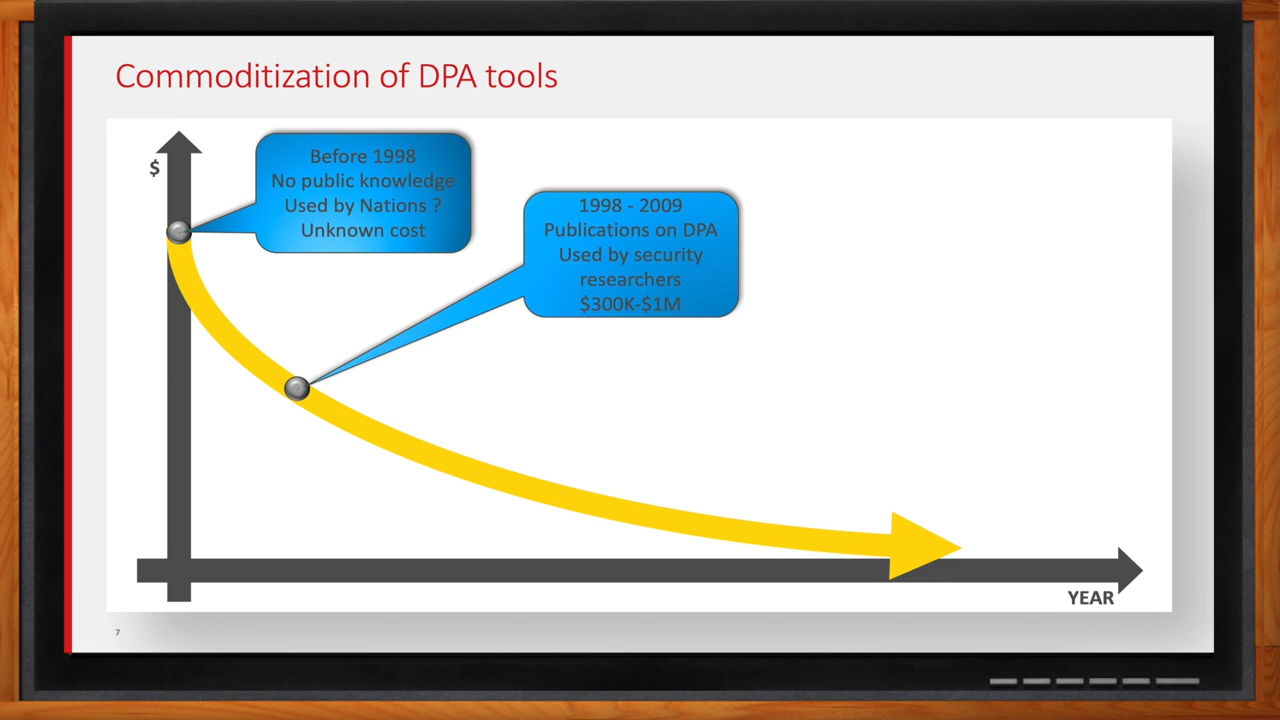 Commoditization of DPA tools
$
Before 1998
No public knowledge
Used by Nations ?
Unknown cost
1998 - 2009
Publications on DPA
Used by security
researchers
$300K-$1M
YEAR
7